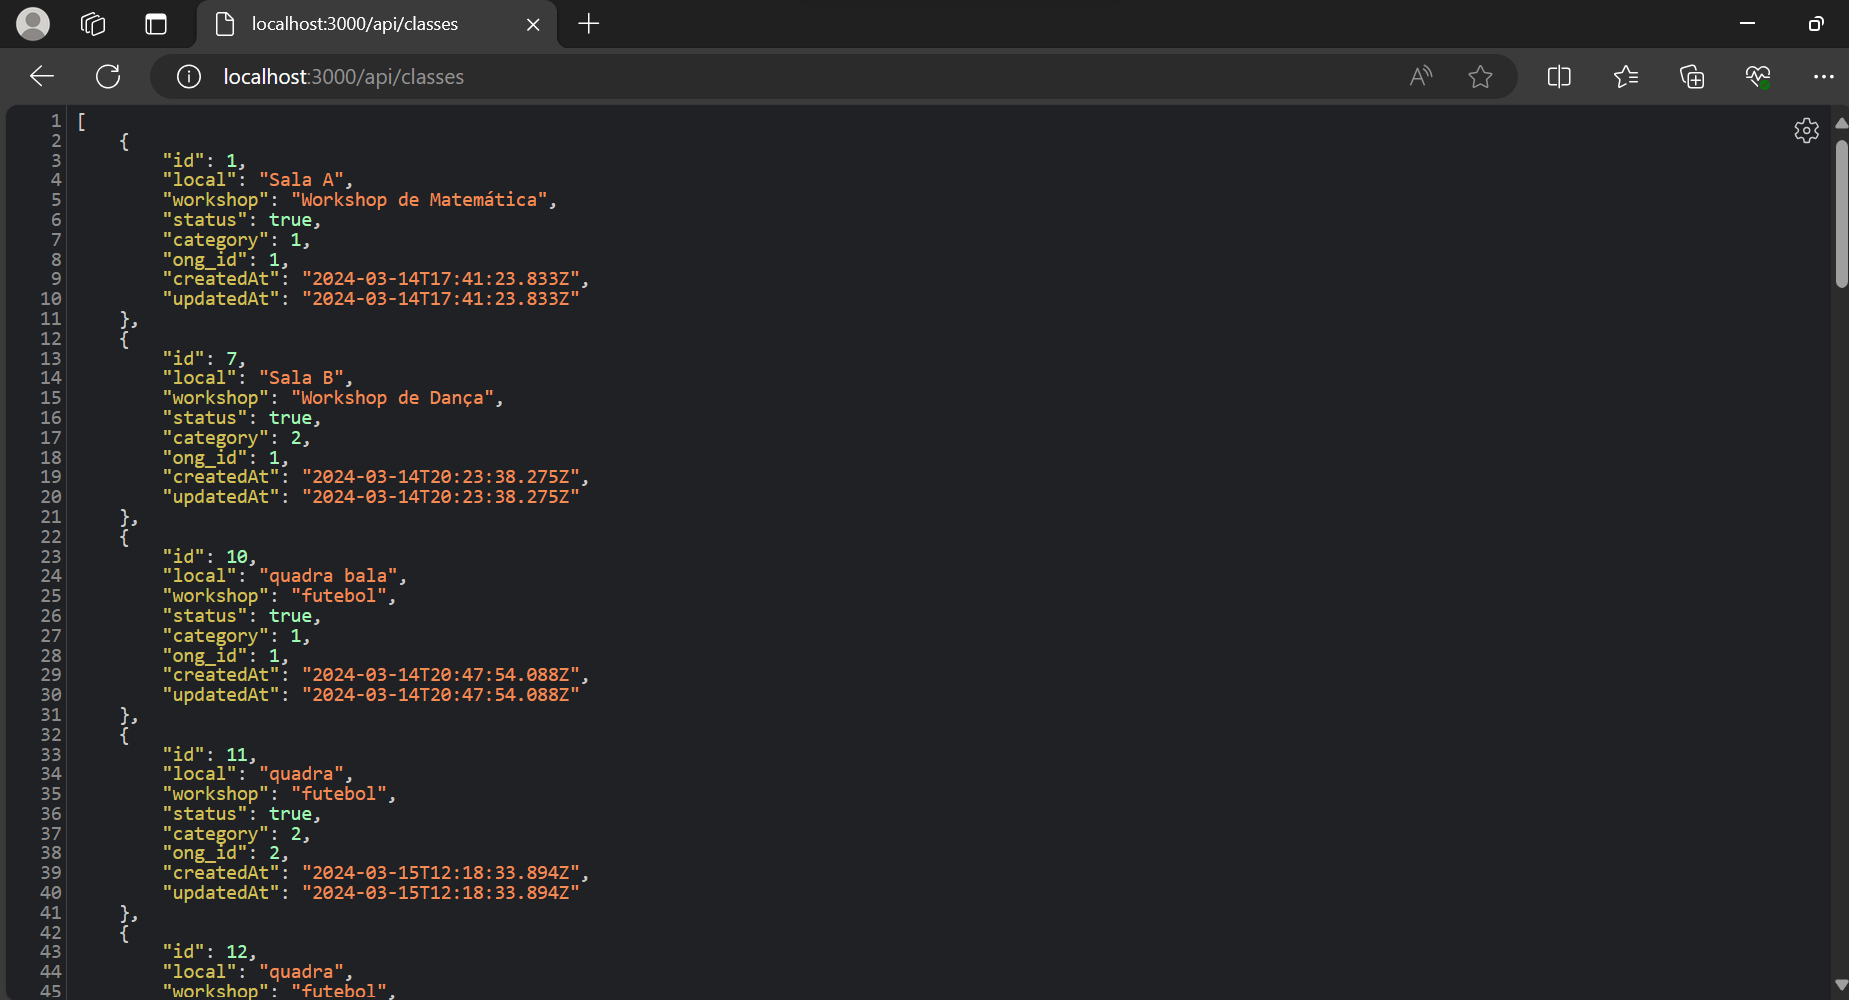 localhost:3000/api/classes
localhost:3000/api/classes
1 [
2 {
3 "id": 1,
4 "local": "Sala A",
5 "workshop": "Workshop de Matemática",
6 "status": true,
7 "category": 1,
8 "ong_id": 1,
9 "createdAt": "2024-03-14T17:41:23.833Z",
10 "updatedAt": "2024-03-14T17:41:23.833Z"
11 },
12 {
13 "id": 7,
14 "local": "Sala B",
15 "workshop": "Workshop de Dança",
16 "status": true,
17 "category": 2,
18 "ong_id": 1,
19 "createdAt": "2024-03-14T20:23:38.275Z",
20 "updatedAt": "2024-03-14T20:23:38.275Z"
21 },
22 {
23 "id": 10,
24 "local": "quadra bala",
25 "workshop": "futebol",
26 "status": true,
27 "category": 1,
28 "ong_id": 1,
29 "createdAt": "2024-03-14T20:47:54.088Z",
30 "updatedAt": "2024-03-14T20:47:54.088Z"
31 },
32 {
33 "id": 11,
34 "local": "quadra",
35 "workshop": "futebol",
36 "status": true,
37 "category": 2,
38 "ong_id": 2,
39 "createdAt": "2024-03-15T12:18:33.894Z",
40 "updatedAt": "2024-03-15T12:18:33.894Z"
41 },
42 {
43 "id": 12,
44 "local": "quadra",
45 "workshop": "futebol",